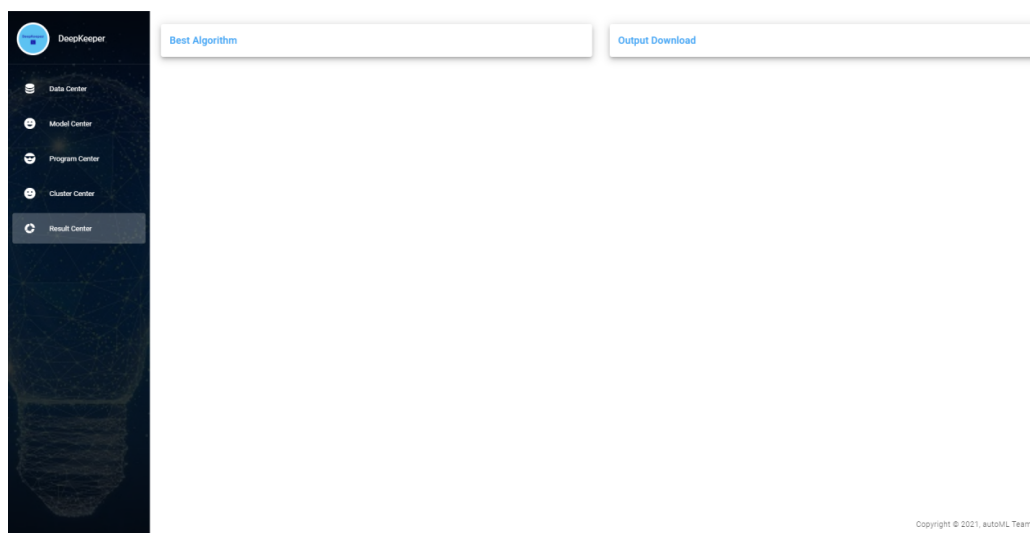 DeepKeeper
Best Algorithm
Output Download
Data Center
Model Center
Program Center
Cluster Center
Result Center
Copyright © 2021, autoML Team